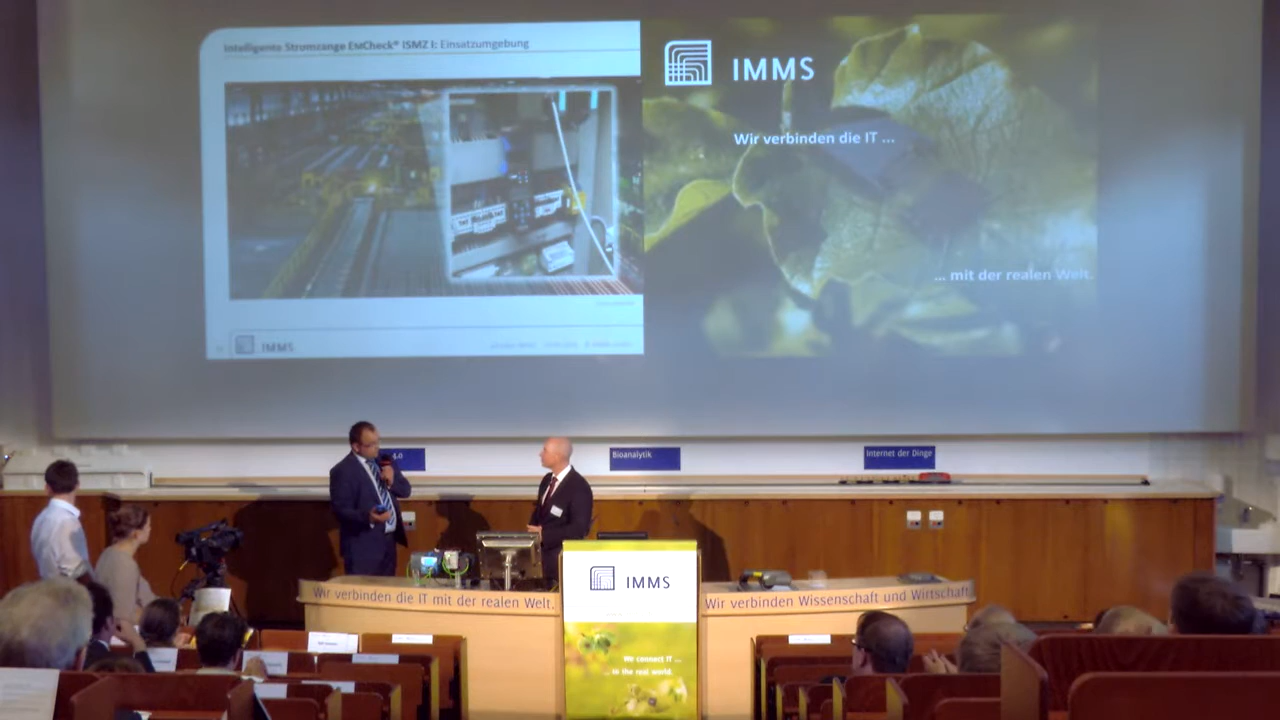 Intelligente Stromzange EMCheck® ISMZ I: Einsatzumgebung
IMMS
Wir verbinden die IT ...
... mit der realen Welt.
IMMS
4.0
Bioanalytik
Internet der Dinge
IMMS
Wir verbinden die IT mit der realen Welt.
Wir verbinden Wissenschaft und Wirtschaft.
We connect IT ...
... to the real world.